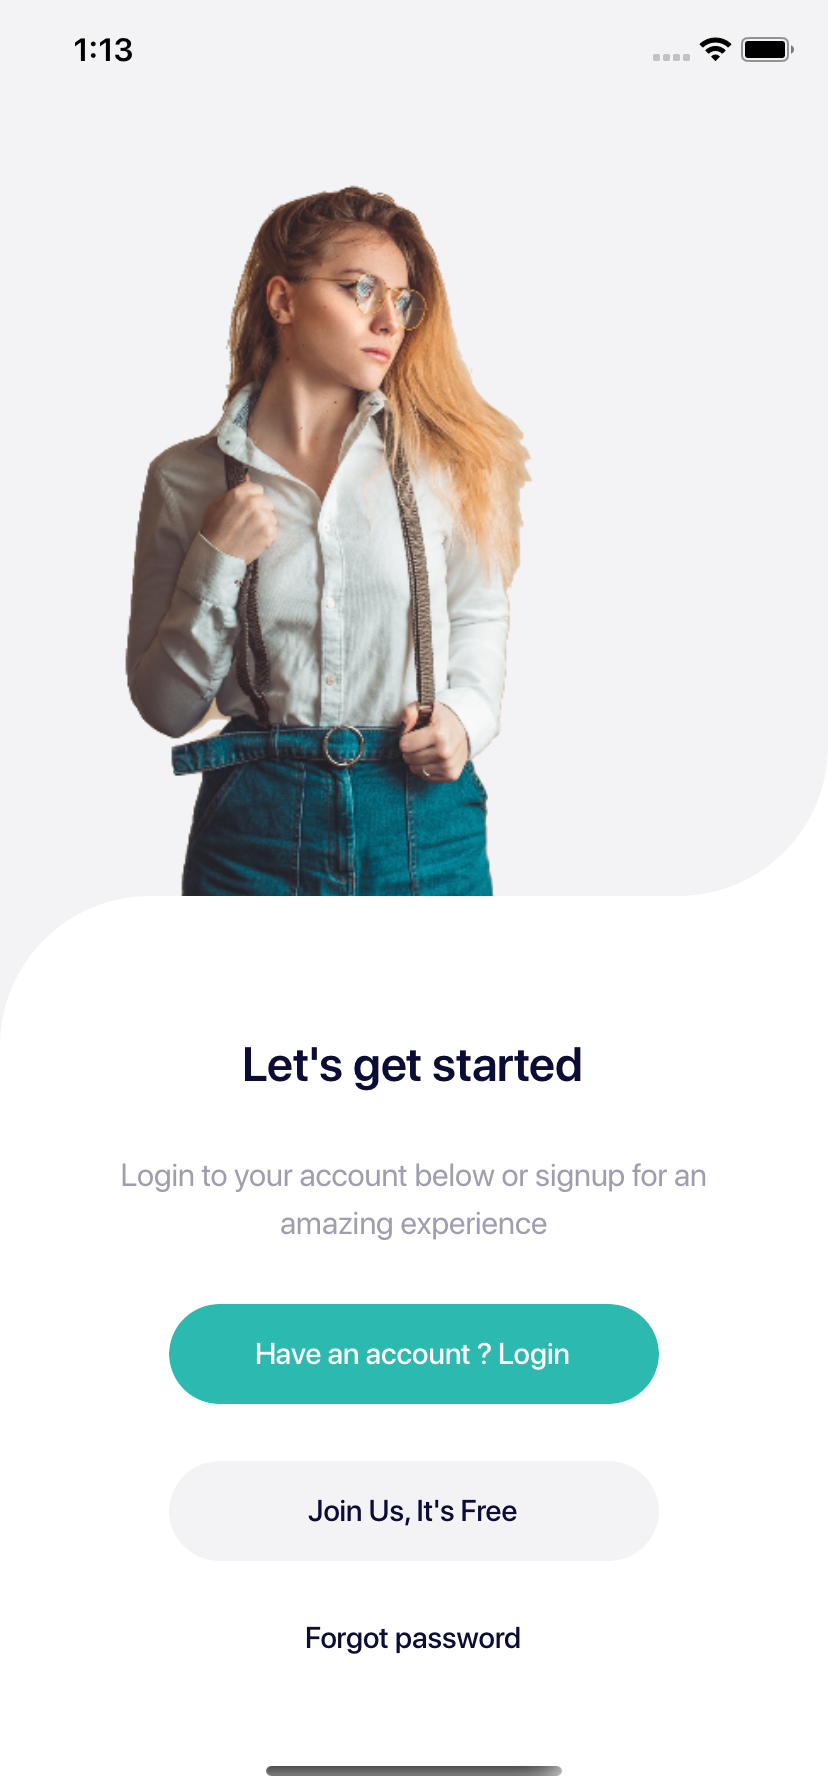 1:13
Let's get started
Login to your account below or signup for an
amazing experience
Have an account ? Login
Join Us, It's Free
Forgot password